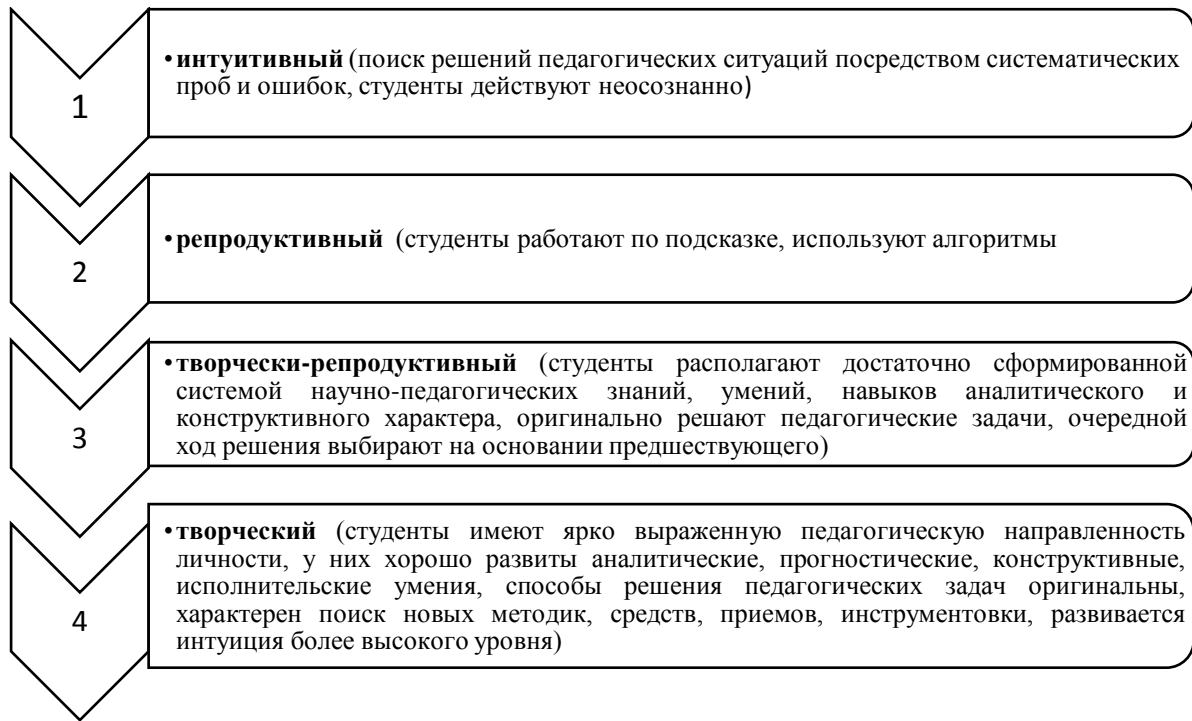 1
•интуитивный (поиск решений педагогических ситуаций посредством систематических
проб и ошибок, студенты действуют неосознанно)
2
•репродуктивный (студенты работают по подсказке, используют алгоритмы
3
•творчески-репродуктивный (студенты располагают достаточно сформированной
системой научно-педагогических знаний, умений, навыков аналитического и
конструктивного характера, оригинально решают педагогические задачи, очередной
ход решения выбирают на основании предшествующего)
4
•творческий (студенты имеют ярко выраженную педагогическую направленность
личности, у них хорошо развиты аналитические, прогностические, конструктивные,
исполнительские умения, способы решения педагогических задач оригинальны,
характерен поиск новых методик, средств, приемов, инструментовки, развивается
интуиция более высокого уровня)